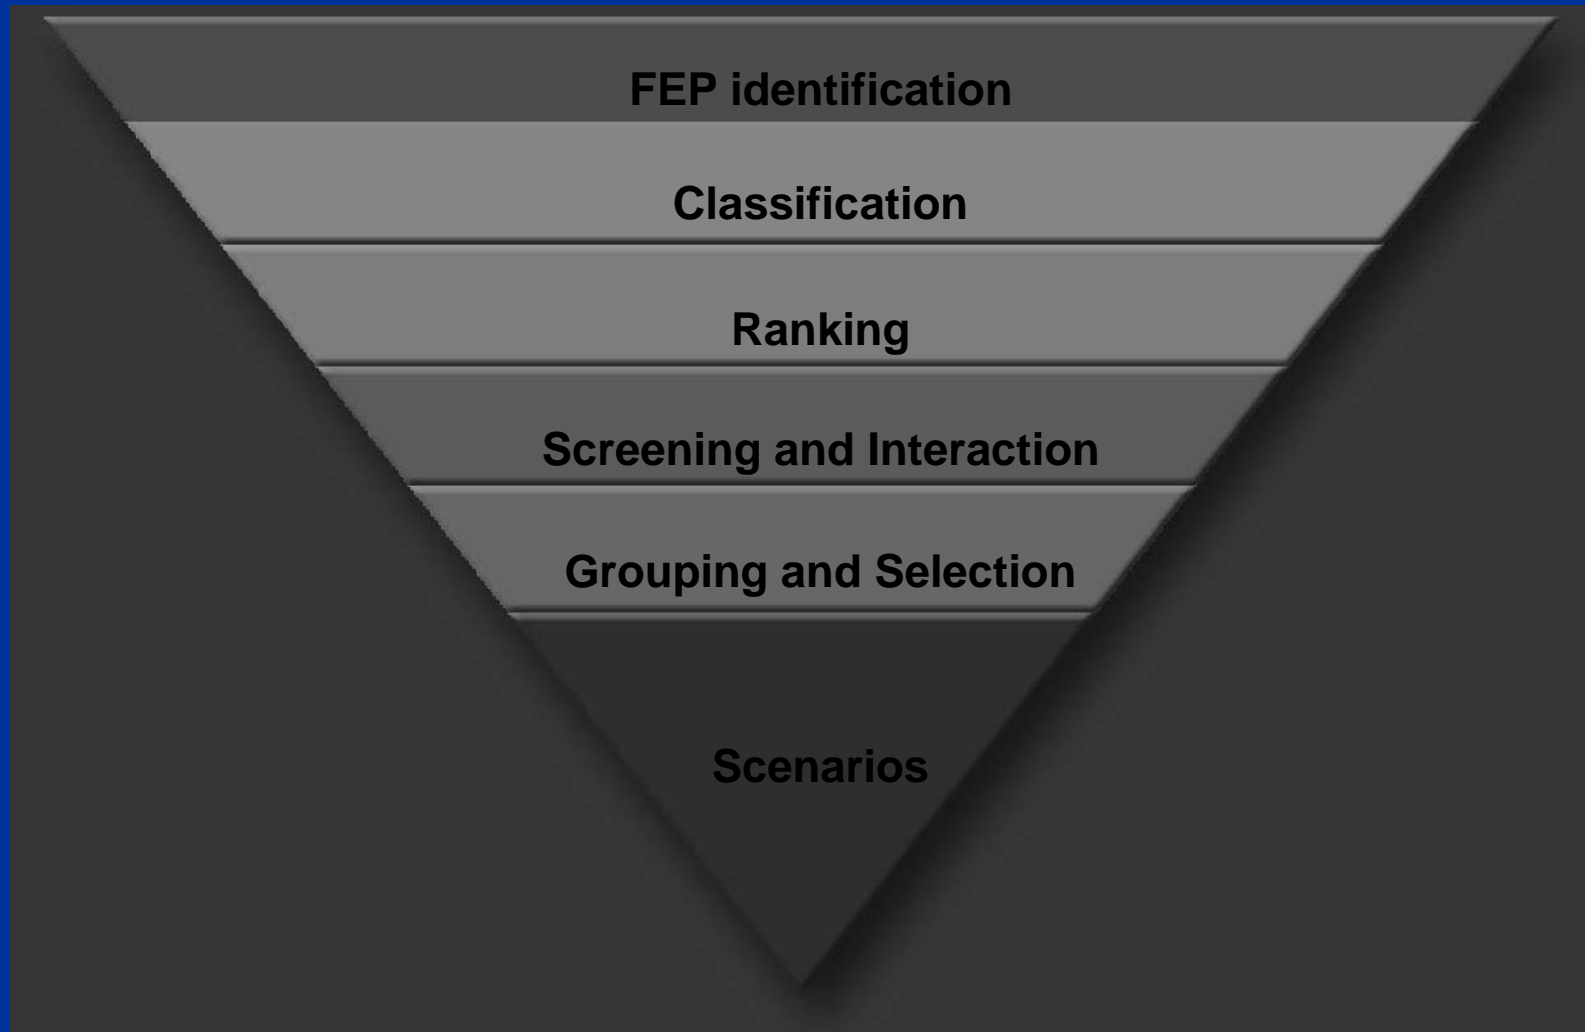 FEP identification
Classification
Ranking
Screening and Interaction
Grouping and Selection
Scenarios